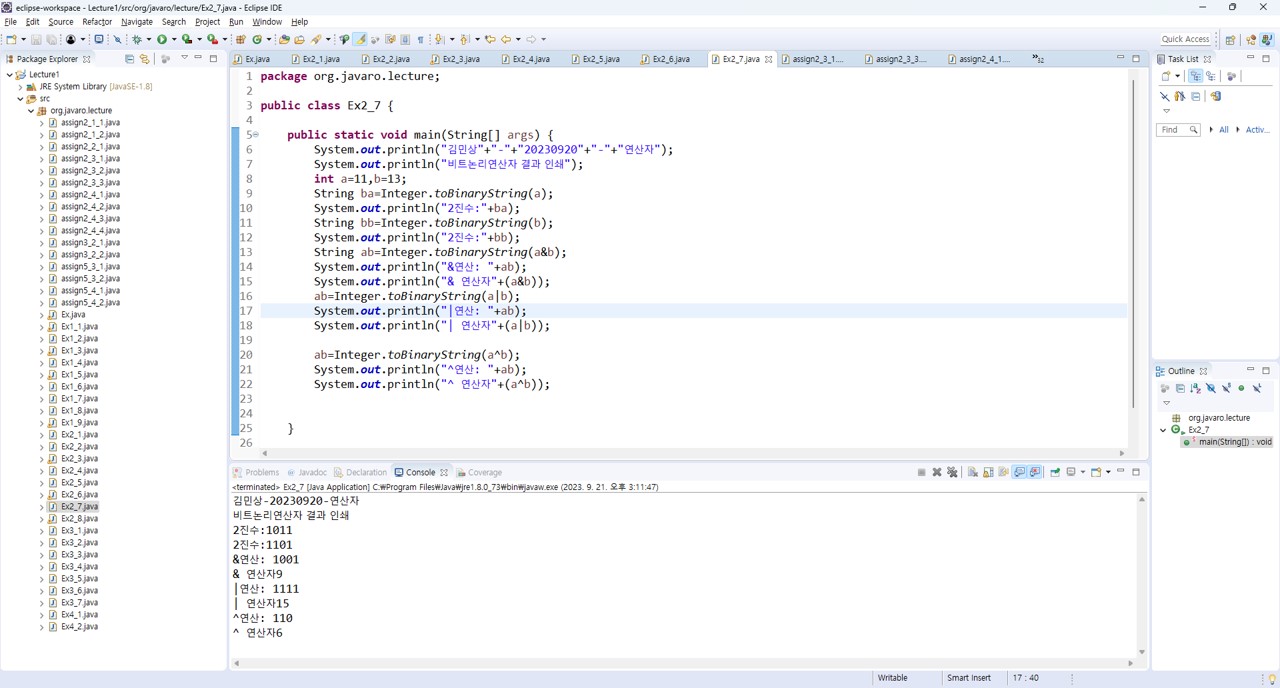 eclipse-workspace - Lecture1/src/org/javaro/lecture/Ex2_7.java - Eclipse IDE
File Edit Source Refactor Navigate Search Project Run Window Help
Quick Access
Package Explorer
Lecture1
JRE System Library [JavaSE-1.8]
src
org.javaro.lecture
assign2_1_1.java
assign2_1_2.java
assign2_2_1.java
assign2_3_1.java
assign2_3_2.java
assign2_3_3.java
assign2_4_1.java
assign2_4_2.java
assign2_4_3.java
assign2_4_4.java
assign3_2_1.java
assign3_2_2.java
assign5_3_1.java
assign5_3_2.java
assign5_4_1.java
assign5_4_2.java
Ex.java
Ex1_1.java
Ex1_2.java
Ex1_3.java
Ex1_4.java
Ex1_5.java
Ex1_6.java
Ex1_7.java
Ex1_8.java
Ex1_9.java
Ex2_1.java
Ex2_2.java
Ex2_3.java
Ex2_4.java
Ex2_5.java
Ex2_6.java
Ex2_7.java
Ex2_8.java
Ex3_1.java
Ex3_2.java
Ex3_3.java
Ex3_4.java
Ex3_5.java
Ex3_6.java
Ex3_7.java
Ex4_1.java
Ex4_2.java
Ex.java Ex2_1.java Ex2_2.java Ex2_3.java Ex2_4.java Ex2_5.java Ex2_6.java Ex2_7.java assign2_3_1.... assign3_3_... assign2_4_1.... »32
1 package org.javaro.lecture;
2
3 public class Ex2_7 {
4
5 public static void main(String[] args) {
6 System.out.println("김민상"+"-"+"20230920"+"-"+"연산자");
7 System.out.println("비트논리연산자 결과 인쇄");
8 int a=11,b=13;
9 String ba=Integer.toBinaryString(a);
10 System.out.println("2진수:"+ba);
11 String bb=Integer.toBinaryString(b);
12 System.out.println("2진수:"+bb);
13 String ab=Integer.toBinaryString(a&b);
14 System.out.println("&연산: "+ab);
15 System.out.println("& 연산자"+(a&b));
16 ab=Integer.toBinaryString(a|b);
17 System.out.println("|연산: "+ab);
18 System.out.println("| 연산자"+(a|b));
19
20 ab=Integer.toBinaryString(a^b);
21 System.out.println("^연산: "+ab);
22 System.out.println("^ 연산자"+(a^b));
23
24
25 }
26
Problems Javadoc Declaration Console Coverage
<terminated> Ex2_7 [Java Application] C:₩Program Files₩Java₩jre1.8.0_73₩bin₩javaw.exe (2023. 9. 21. 오후 3:11:47)
김민상-20230920-연산자
비트논리연산자 결과 인쇄
2진수:1011
2진수:1101
&연산: 1001
& 연산자9
|연산: 1111
| 연산자15
^연산: 110
^ 연산자6
Task List
Find All Activ...
Outline
org.javaro.lecture
Ex2_7
main(String[]) : void
Writable Smart Insert 17 : 40